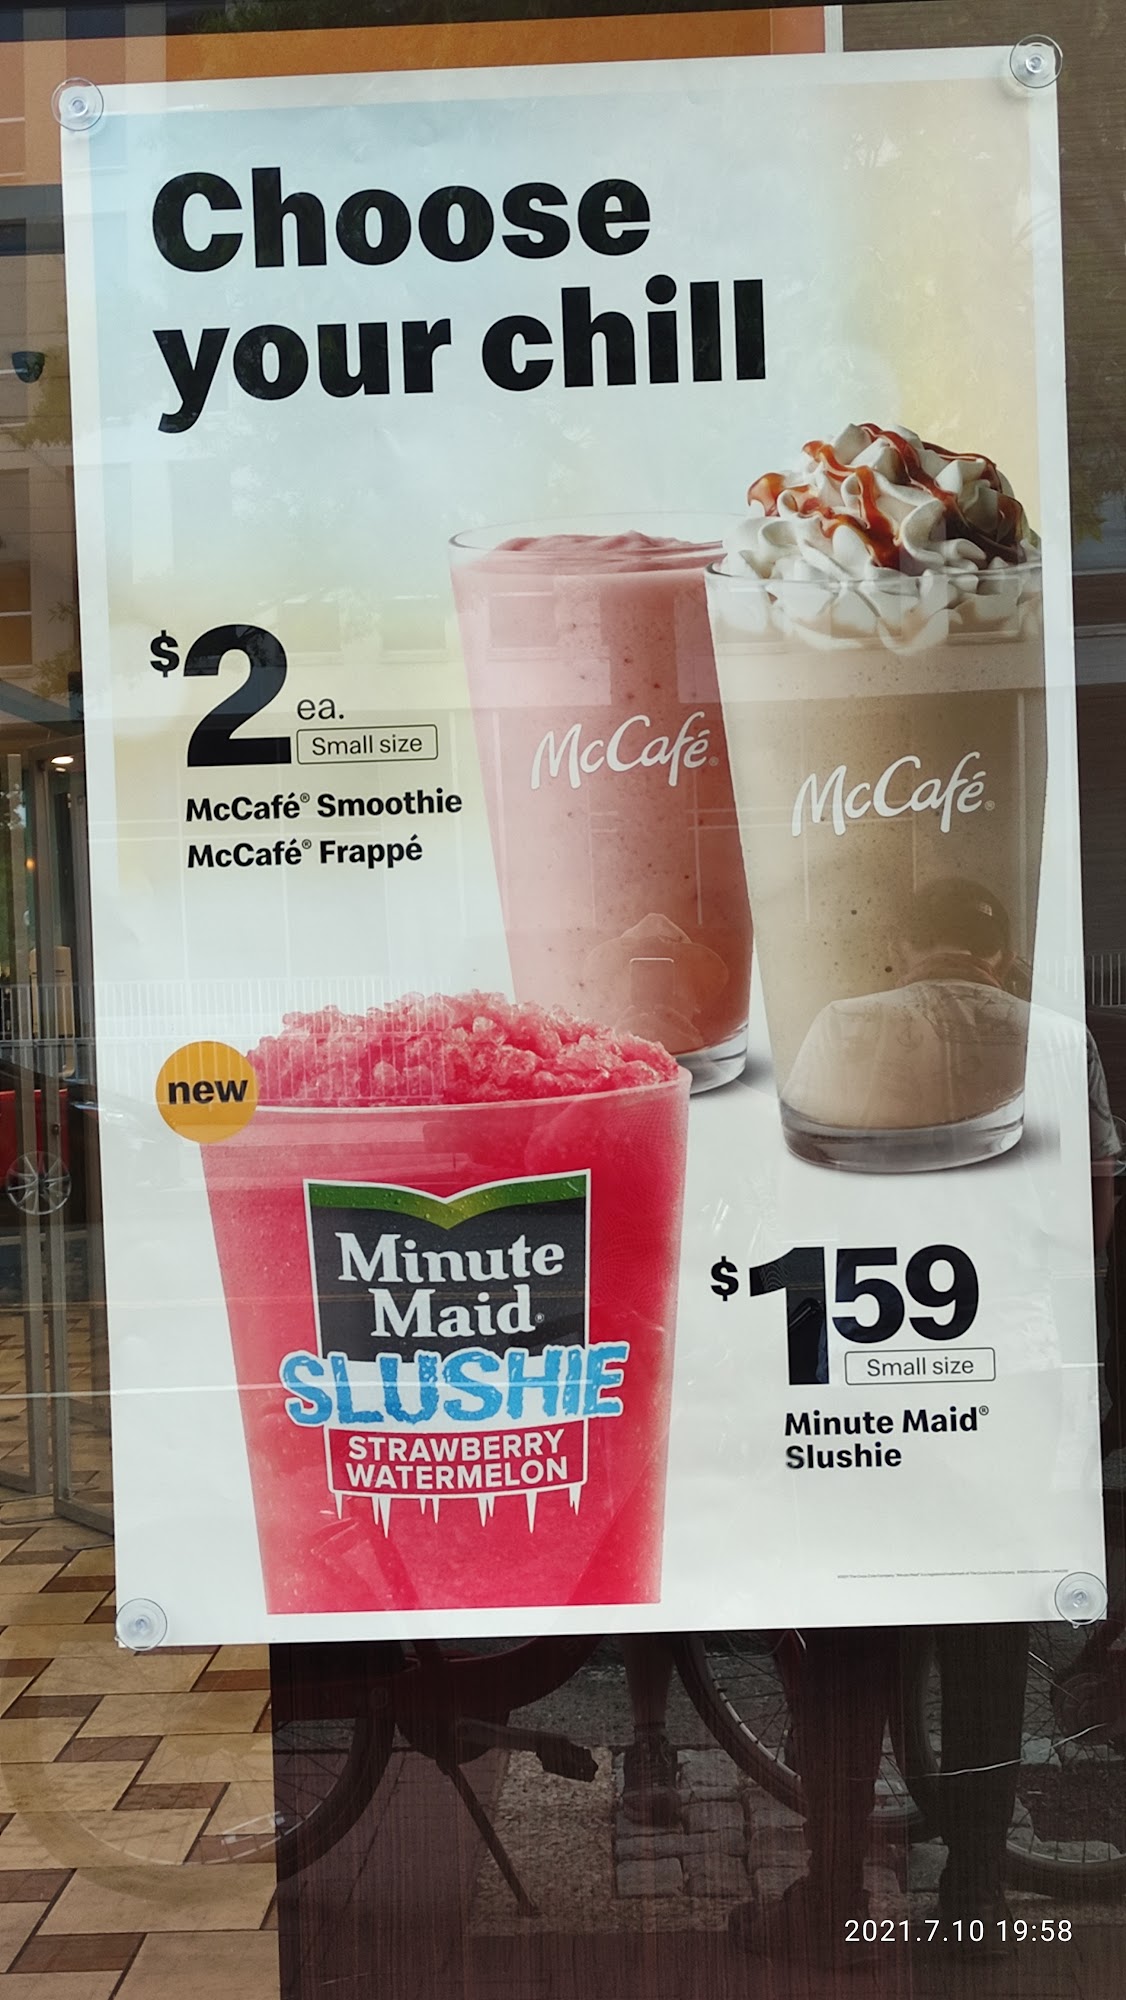 Choose
your chill
$2 ea.
Small size
McCafé® Smoothie
McCafé® Frappé
McCafé®
McCafé®
new
Minute
Maid®
SLUSHIE
STRAWBERRY
WATERMELON
$159
Small size
Minute Maid®
Slushie
2021.7.10 19:58